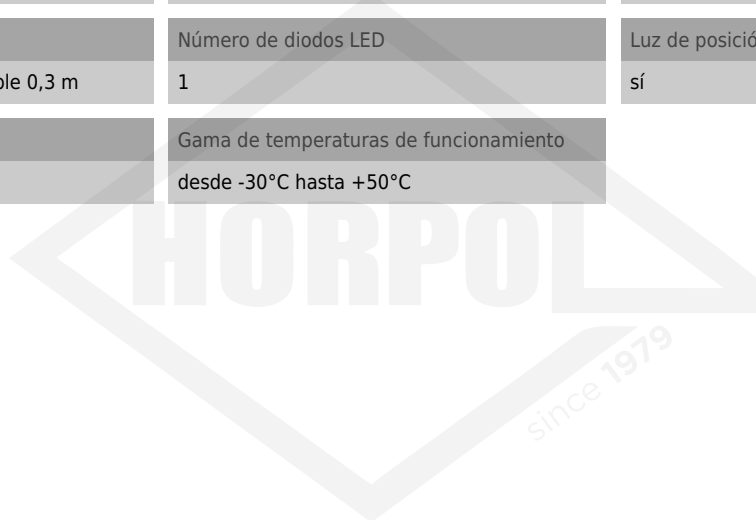 Número de diodos LED
Luz de posició
ble 0,3 m
1
sí
Gama de temperaturas de funcionamiento
desde -30°C hasta +50°C
HORPOL
since 1979